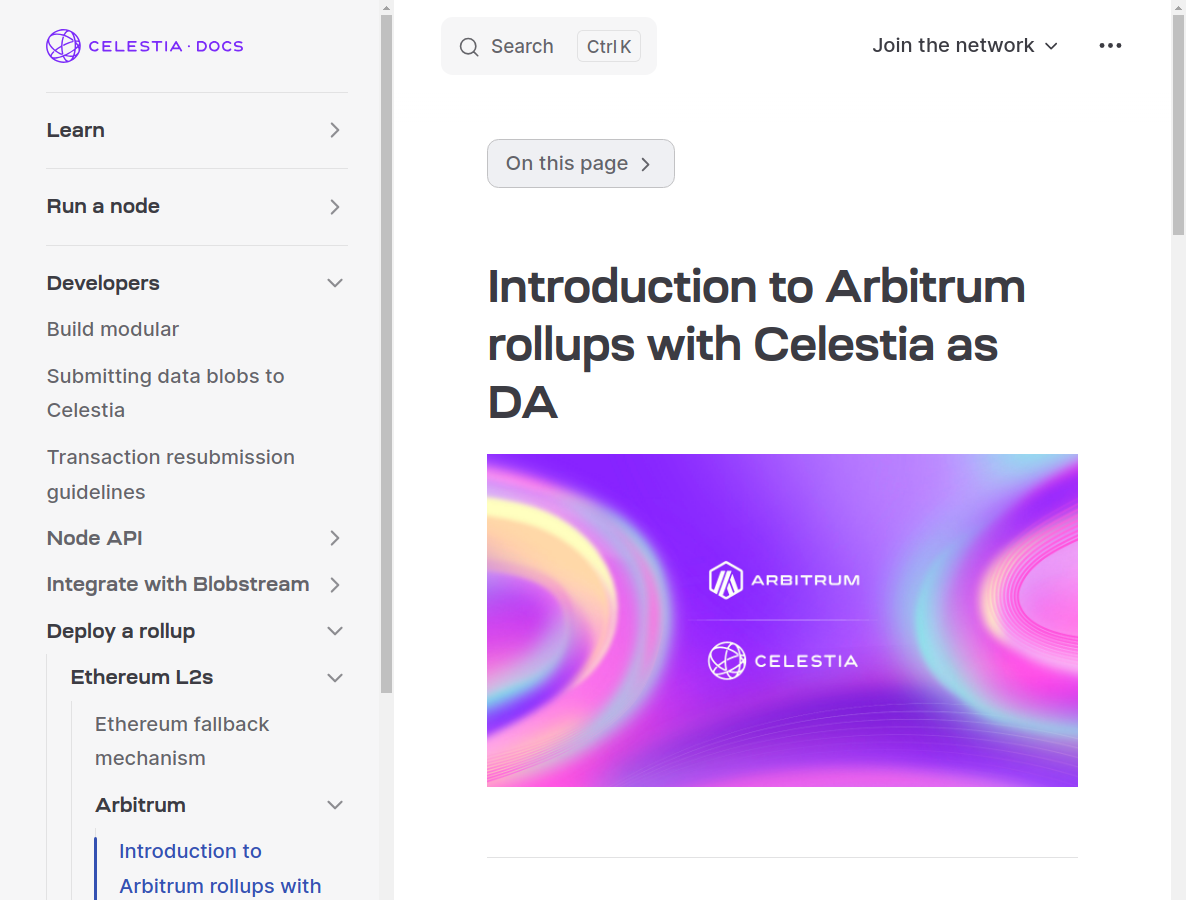 CELESTIA · DOCS
Learn
Run a node
Developers
Build modular
Submitting data blobs to
Celestia
Transaction resubmission
guidelines
Node API
Integrate with Blobstream
Deploy a rollup
Ethereum L2s
Ethereum fallback
mechanism
Arbitrum
Introduction to
Arbitrum rollups with
Search Ctrl K
Join the network
On this page
Introduction to Arbitrum
rollups with Celestia as
DA
ARBITRUM
CELESTIA